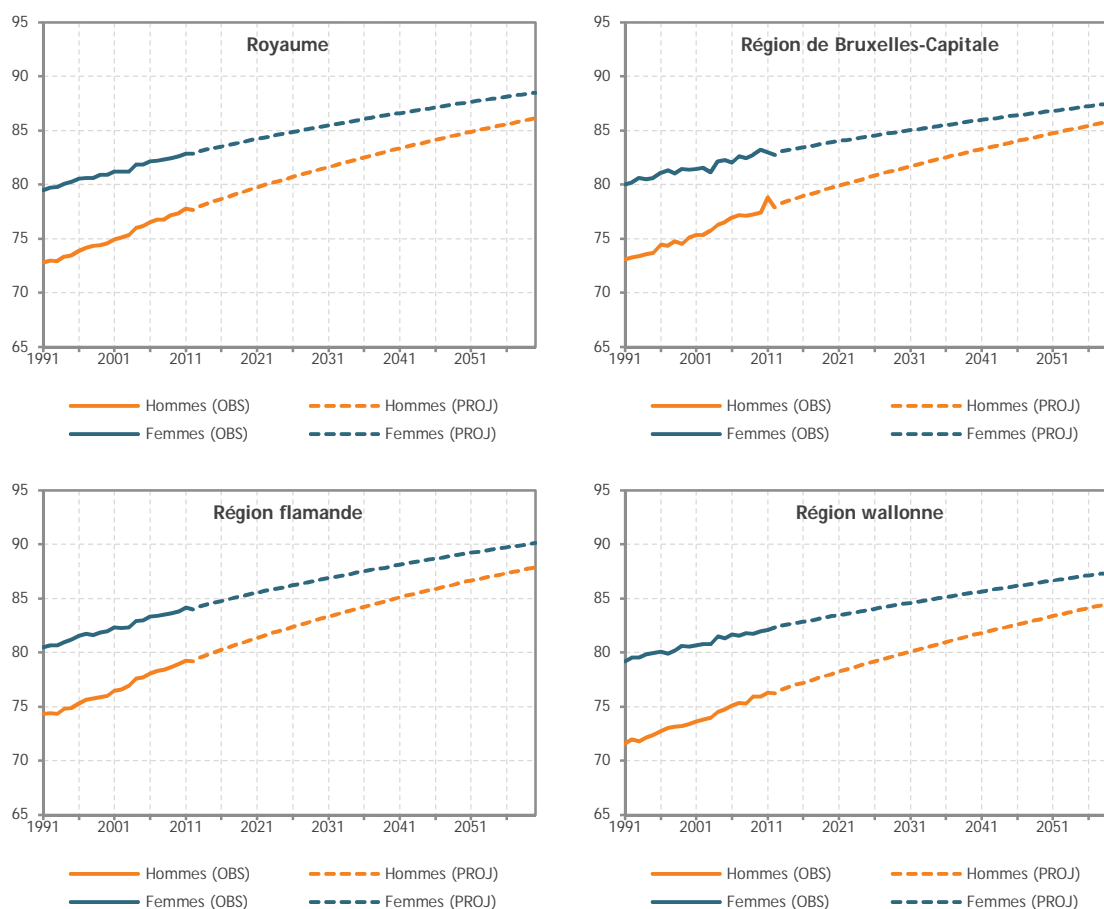 Royaume
95
90
85
80
75
70
65
1991 2001 2011 2021 2031 2041 2051
Hommes (OBS) Hommes (PROJ)
Femmes (OBS) Femmes (PROJ)
Région de Bruxelles-Capitale
95
90
85
80
75
70
65
1991 2001 2011 2021 2031 2041 2051
Hommes (OBS) Hommes (PROJ)
Femmes (OBS) Femmes (PROJ)
Région flamande
95
90
85
80
75
70
65
1991 2001 2011 2021 2031 2041 2051
Hommes (OBS) Hommes (PROJ)
Femmes (OBS) Femmes (PROJ)
Région wallonne
95
90
85
80
75
70
65
1991 2001 2011 2021 2031 2041 2051
Hommes (OBS) Hommes (PROJ)
Femmes (OBS) Femmes (PROJ)